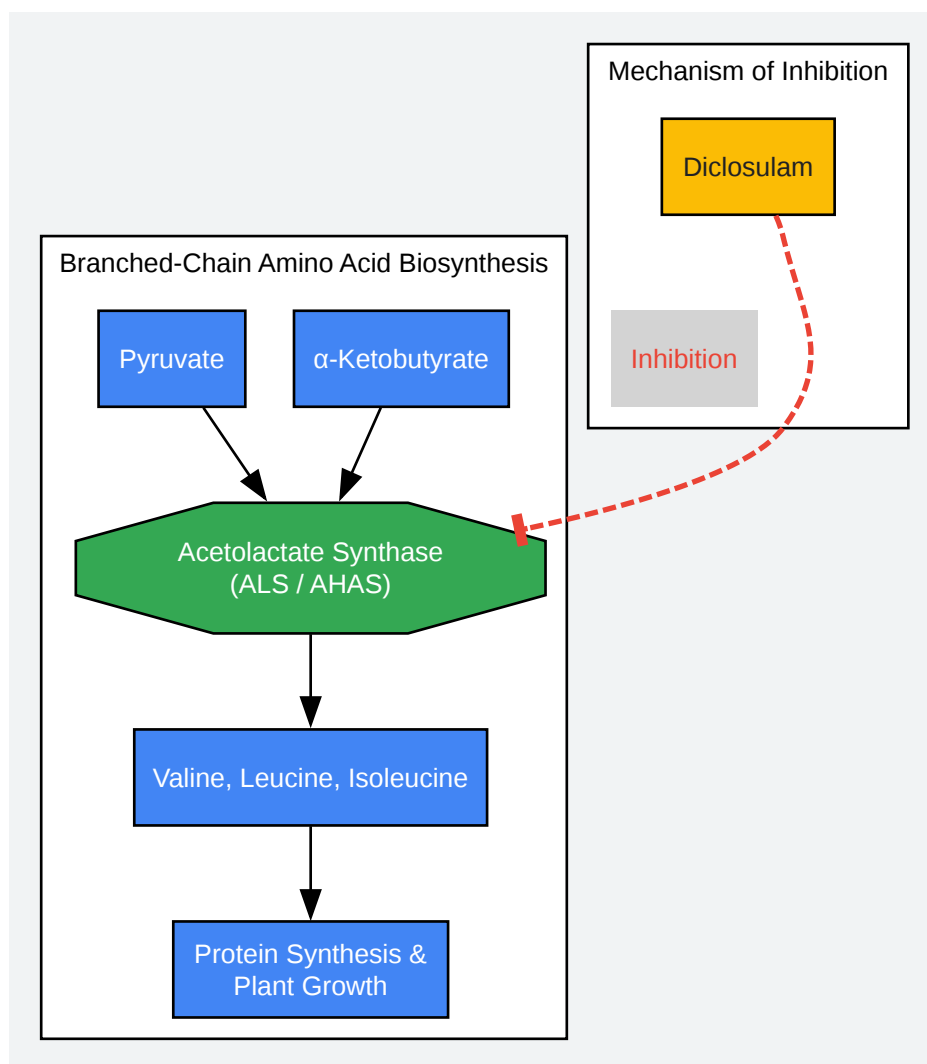 Mechanism of Inhibition
Diclosulam
Inhibition
Branched-Chain Amino Acid Biosynthesis
Pyruvate
α-Ketobutyrate
Acetolactate Synthase
(ALS / AHAS)
Valine, Leucine, Isoleucine
Protein Synthesis &
Plant Growth